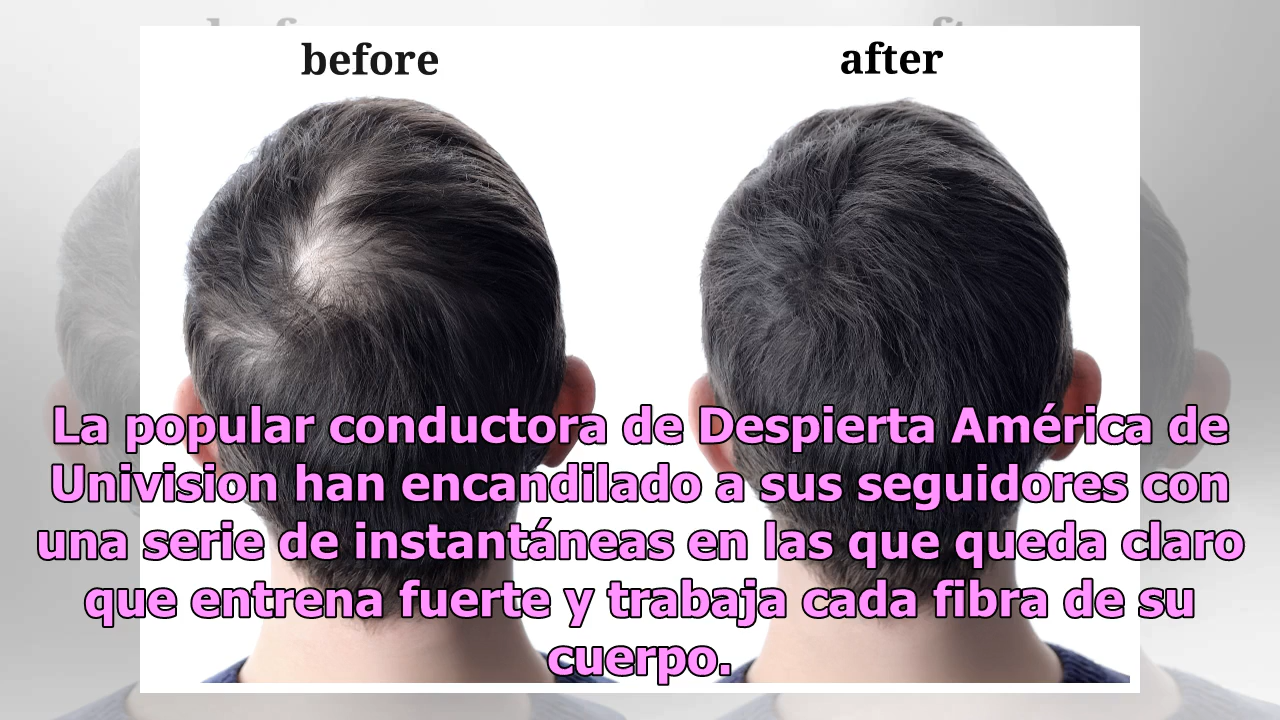 before
after
La popular conductora de Despierta América de
Univision han encandilado a sus seguidores con
una serie de instantáneas en las que queda claro
que entrena fuerte y trabaja cada fibra de su
cuerpo.